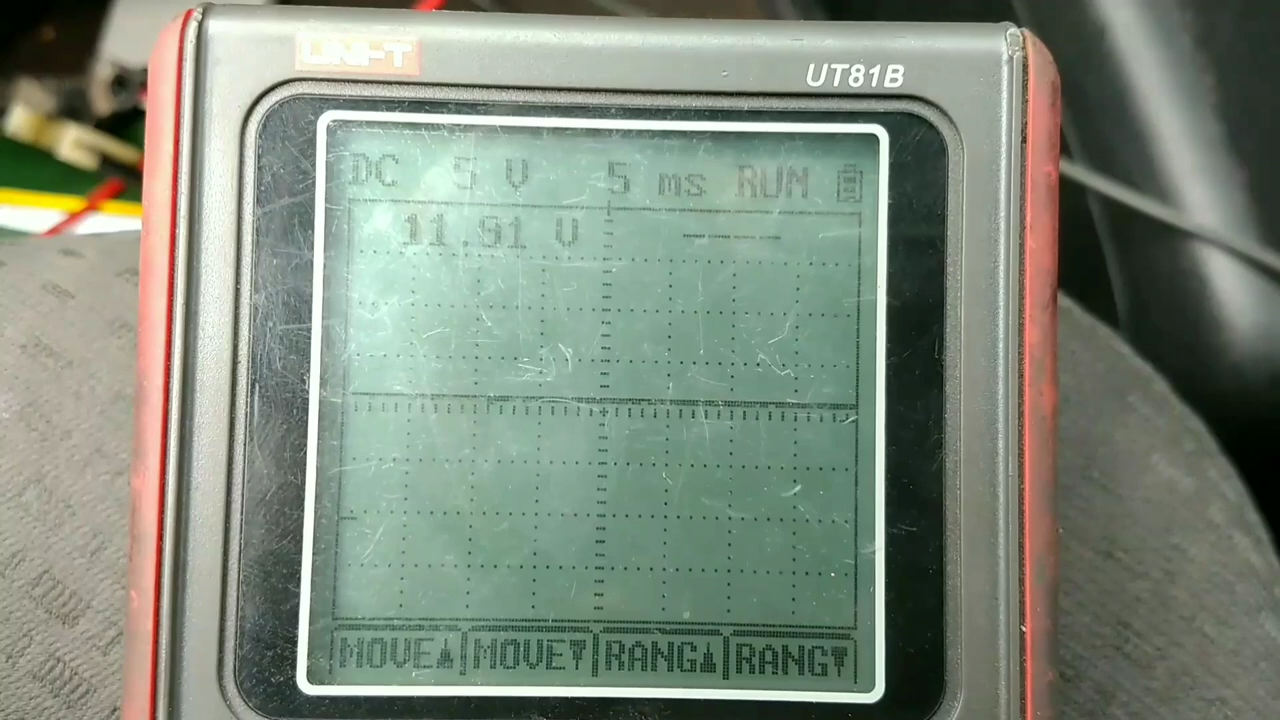 UNI-T
UT81B
DC 5 V 5 ms RUN
11.91 V
MOVE▲ MOVE▼ RANG▲ RANG▼